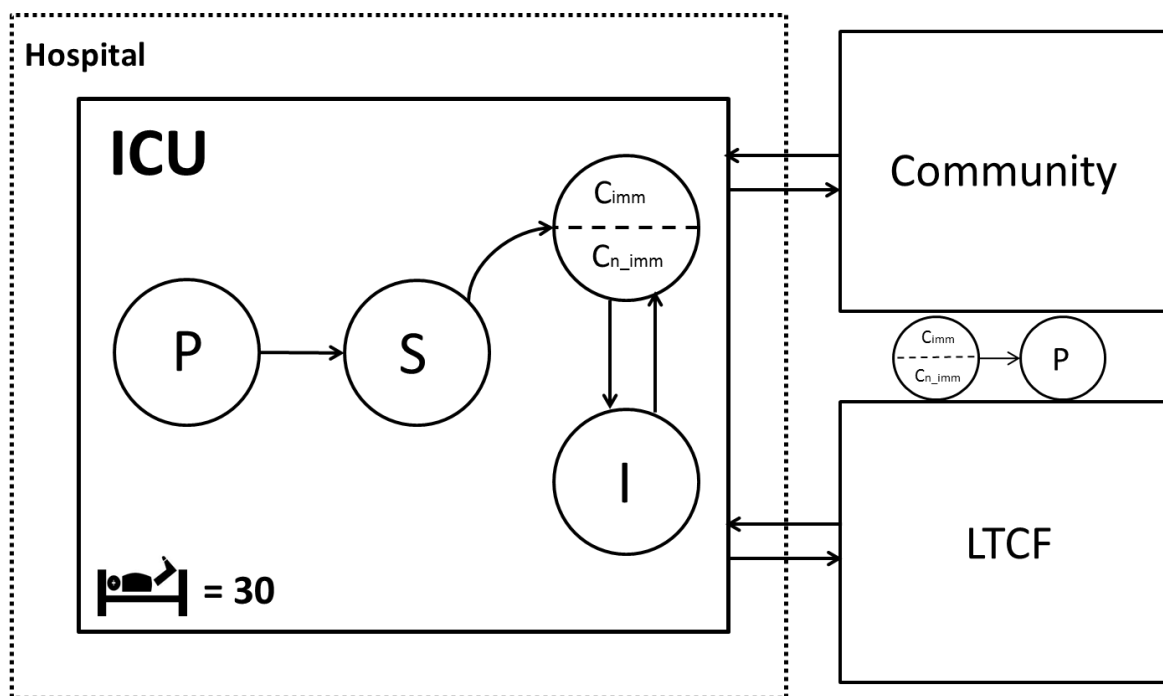 Hospital
ICU
Community
Cimm
Cn_imm
P
S
I
Cimm
Cn_imm
P
LTCF
= 30